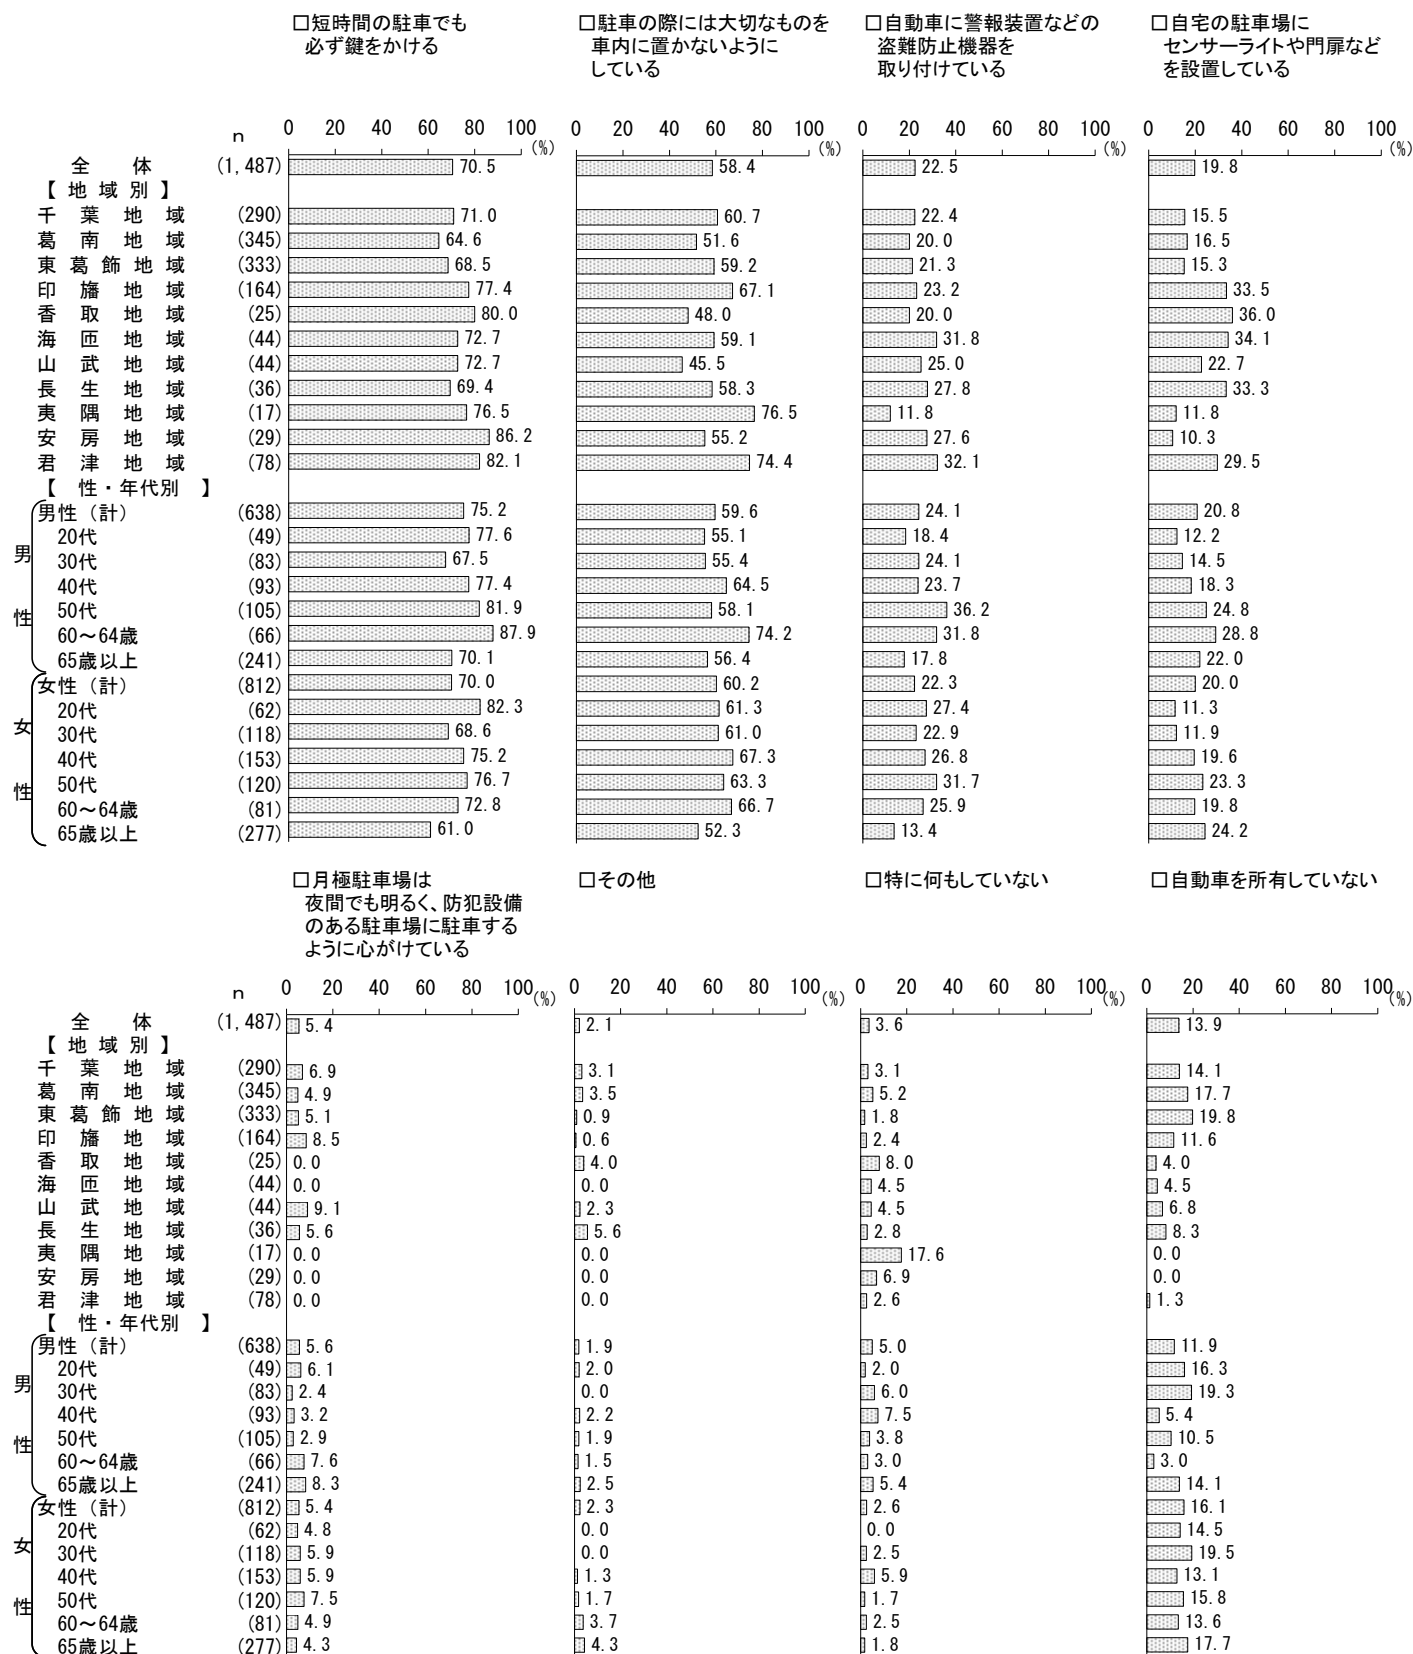 □短時間の駐車でも
必ず鍵をかける
□駐車の際には大切なものを
車内に置かないように
している
□自動車に警報装置などの
盗難防止機器を
取り付けている
□自宅の駐車場に
センサーライトや門扉など
を設置している
n 0 20 40 60 80 100 (%) 0 20 40 60 80 100 (%) 0 20 40 60 80 100 (%) 0 20 40 60 80 100 (%)
全体 (1,487) 70.5 58.4 22.5 19.8
【地域別】
千葉地域 (290) 71.0 60.7 22.4 15.5
葛南地域 (345) 64.6 51.6 20.0 16.5
東葛飾地域 (333) 68.5 59.2 21.3 15.3
印旛地域 (164) 77.4 67.1 23.2 33.5
香取地域 (25) 80.0 48.0 20.0 36.0
海匝地域 (44) 72.7 59.1 31.8 34.1
山武地域 (44) 72.7 45.5 25.0 22.7
長生地域 (36) 69.4 58.3 27.8 33.3
夷隅地域 (17) 76.5 76.5 11.8 11.8
安房地域 (29) 86.2 55.2 27.6 10.3
君津地域 (78) 82.1 74.4 32.1 29.5
【性・年代別】
男性
男性(計) (638) 75.2 59.6 24.1 20.8
20代 (49) 77.6 55.1 18.4 12.2
30代 (83) 67.5 55.4 24.1 14.5
40代 (93) 77.4 64.5 23.7 18.3
50代 (105) 81.9 58.1 36.2 24.8
60～64歳 (66) 87.9 74.2 31.8 28.8
65歳以上 (241) 70.1 56.4 17.8 22.0
女性
女性(計) (812) 70.0 60.2 22.3 20.0
20代 (62) 82.3 61.3 27.4 11.3
30代 (118) 68.6 61.0 22.9 11.9
40代 (153) 75.2 67.3 26.8 19.6
50代 (120) 76.7 63.3 31.7 23.3
60～64歳 (81) 72.8 66.7 25.9 19.8
65歳以上 (277) 61.0 52.3 13.4 24.2
□月極駐車場は
夜間でも明るく、防犯設備
のある駐車場に駐車する
ように心がけている
□その他
□特に何もしていない
□自動車を所有していない
n 0 20 40 60 80 100 (%) 0 20 40 60 80 100 (%) 0 20 40 60 80 100 (%) 0 20 40 60 80 100 (%)
全体 (1,487) 5.4 2.1 3.6 13.9
【地域別】
千葉地域 (290) 6.9 3.1 3.1 14.1
葛南地域 (345) 4.9 3.5 5.2 17.7
東葛飾地域 (333) 5.1 0.9 1.8 19.8
印旛地域 (164) 8.5 0.6 2.4 11.6
香取地域 (25) 0.0 4.0 8.0 4.0
海匝地域 (44) 0.0 0.0 4.5 4.5
山武地域 (44) 9.1 2.3 4.5 6.8
長生地域 (36) 5.6 5.6 2.8 8.3
夷隅地域 (17) 0.0 0.0 17.6 0.0
安房地域 (29) 0.0 0.0 6.9 0.0
君津地域 (78) 0.0 0.0 2.6 1.3
【性・年代別】
男性
男性(計) (638) 5.6 1.9 5.0 11.9
20代 (49) 6.1 2.0 2.0 16.3
30代 (83) 2.4 0.0 6.0 19.3
40代 (93) 3.2 2.2 7.5 5.4
50代 (105) 2.9 1.9 3.8 10.5
60～64歳 (66) 7.6 1.5 3.0 3.0
65歳以上 (241) 8.3 2.5 5.4 14.1
女性
女性(計) (812) 5.4 2.3 2.6 16.1
20代 (62) 4.8 0.0 0.0 14.5
30代 (118) 5.9 0.0 2.5 19.5
40代 (153) 5.9 1.3 5.9 13.1
50代 (120) 7.5 1.7 1.7 15.8
60～64歳 (81) 4.9 3.7 2.5 13.6
65歳以上 (277) 4.3 4.3 1.8 17.7